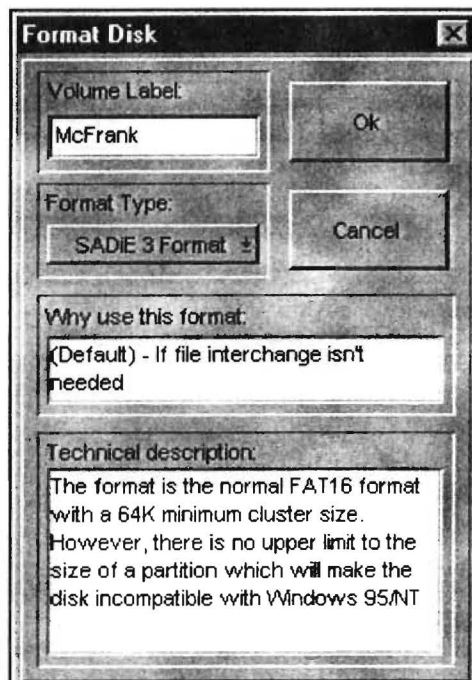 Format Disk
Volume Label:
McFrank
Ok
Format Type:
SADiE 3 Format
Cancel
Why use this format:
(Default) - If file interchange isn't
needed
Technical description:
The format is the normal FAT16 format
with a 64K minimum cluster size.
However, there is no upper limit to the
size of a partition which will make the
disk incompatible with Windows 95/NT